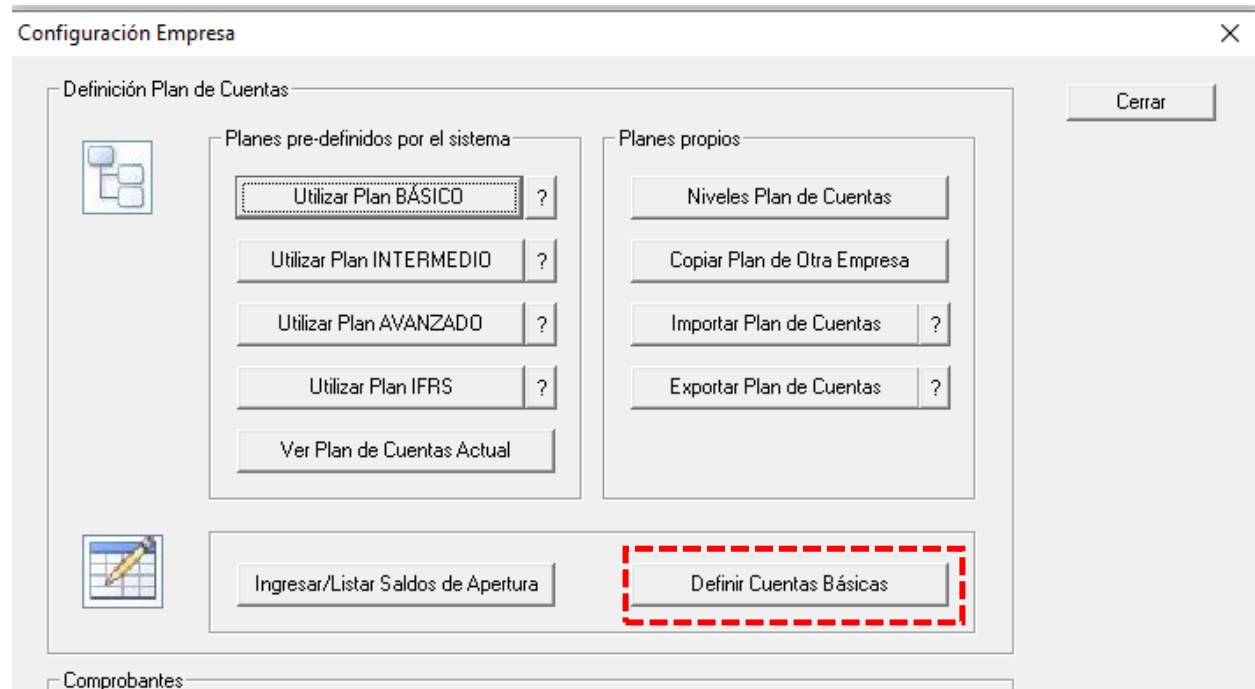 Configuración Empresa
Definición Plan de Cuentas
Cerrar
Planes pre-definidos por el sistema
Utilizar Plan BÁSICO ?
Utilizar Plan INTERMEDIO ?
Utilizar Plan AVANZADO ?
Utilizar Plan IFRS ?
Ver Plan de Cuentas Actual
Planes propios
Niveles Plan de Cuentas
Copiar Plan de Otra Empresa
Importar Plan de Cuentas ?
Exportar Plan de Cuentas ?
Ingresar/Listar Saldos de Apertura
Definir Cuentas Básicas
Comprobantes